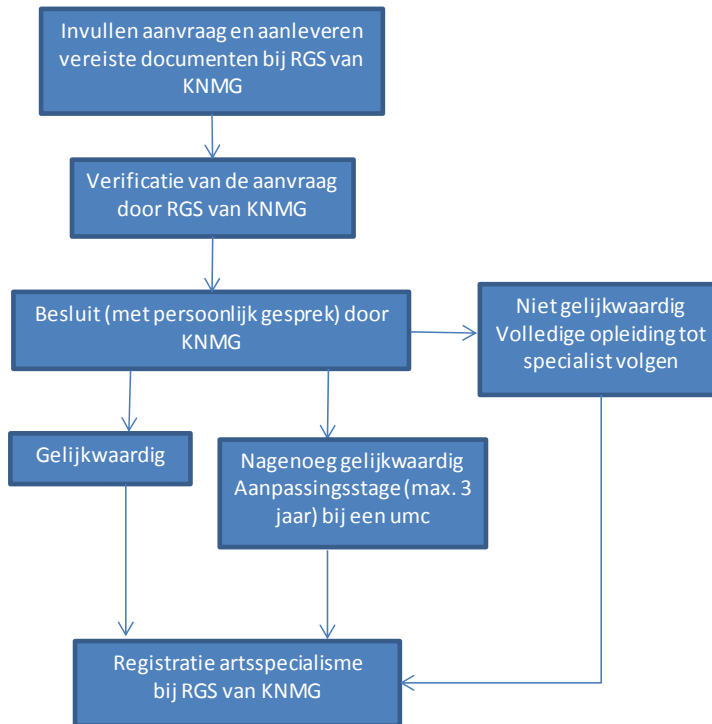 Invullen aanvraag en aanleveren
vereiste documenten bij RGS van
KNMG
Verificatie van de aanvraag
door RGS van KNMG
Besluit (met persoonlijk gesprek) door
KNMG
Niet gelijkwaardig
Volledige opleiding tot
specialist volgen
Gelijkwaardig
Nagenoeg gelijkwaardig
Aanpassingsstage (max. 3
jaar) bij een umc
Registratie artsspecialisme
bij RGS van KNMG